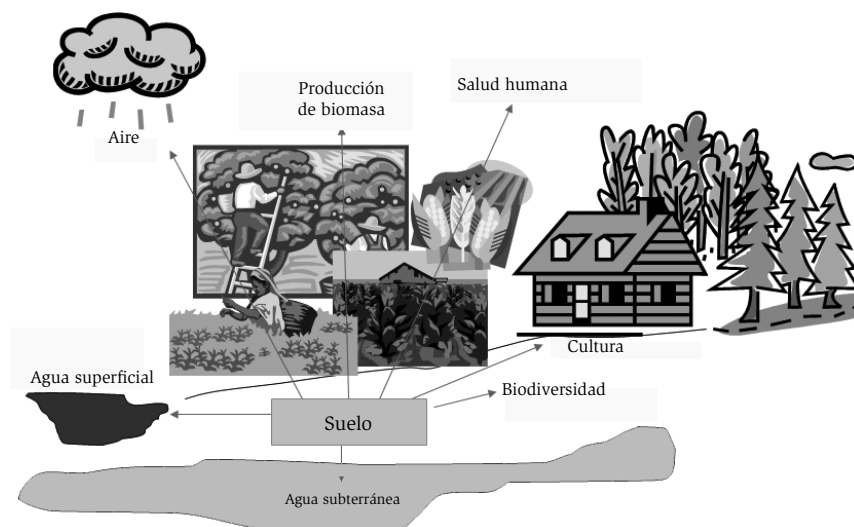 Producción
de biomasa
Salud humana
Aire
Cultura
Agua superficial
Biodiversidad
Suelo
Agua subterránea